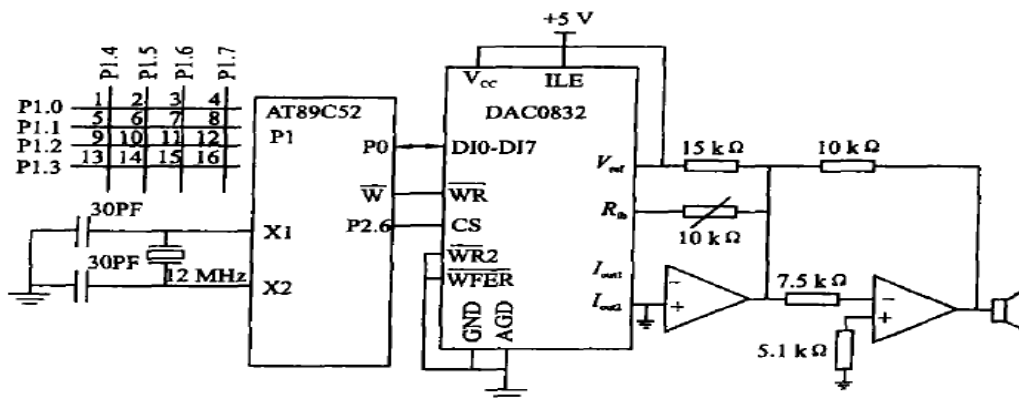 +5 V
P1.4 P1.5 P1.6 P1.7
P1.0 1 2 3 4
P1.1 5 6 7 8
P1.2 9 10 11 12
P1.3 13 14 15 16
30PF
30PF
12 MHz
AT89C52
P1
P0
W̅
P2.6
X1
X2
Vcc ILE
DAC0832
DI0-DI7
W̅R̅
CS
W̅R̅2̅
W̅F̅E̅R̅
GND AGD
Vref
Rfb
Iout1
Iout2
15 kΩ
10 kΩ
10 kΩ
−
+
7.5 kΩ
−
+
5.1 kΩ